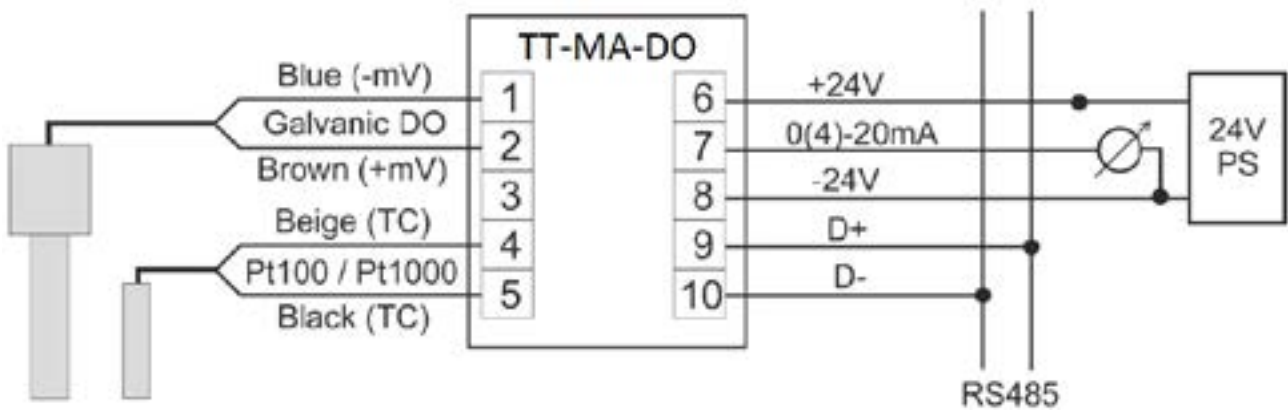 TT-MA-DO
Blue (-mV)
Galvanic DO
Brown (+mV)
Beige (TC)
Pt100 / Pt1000
Black (TC)
1
2
3
4
5
6
7
8
9
10
+24V
0(4)-20mA
-24V
D+
D-
24V
PS
RS485